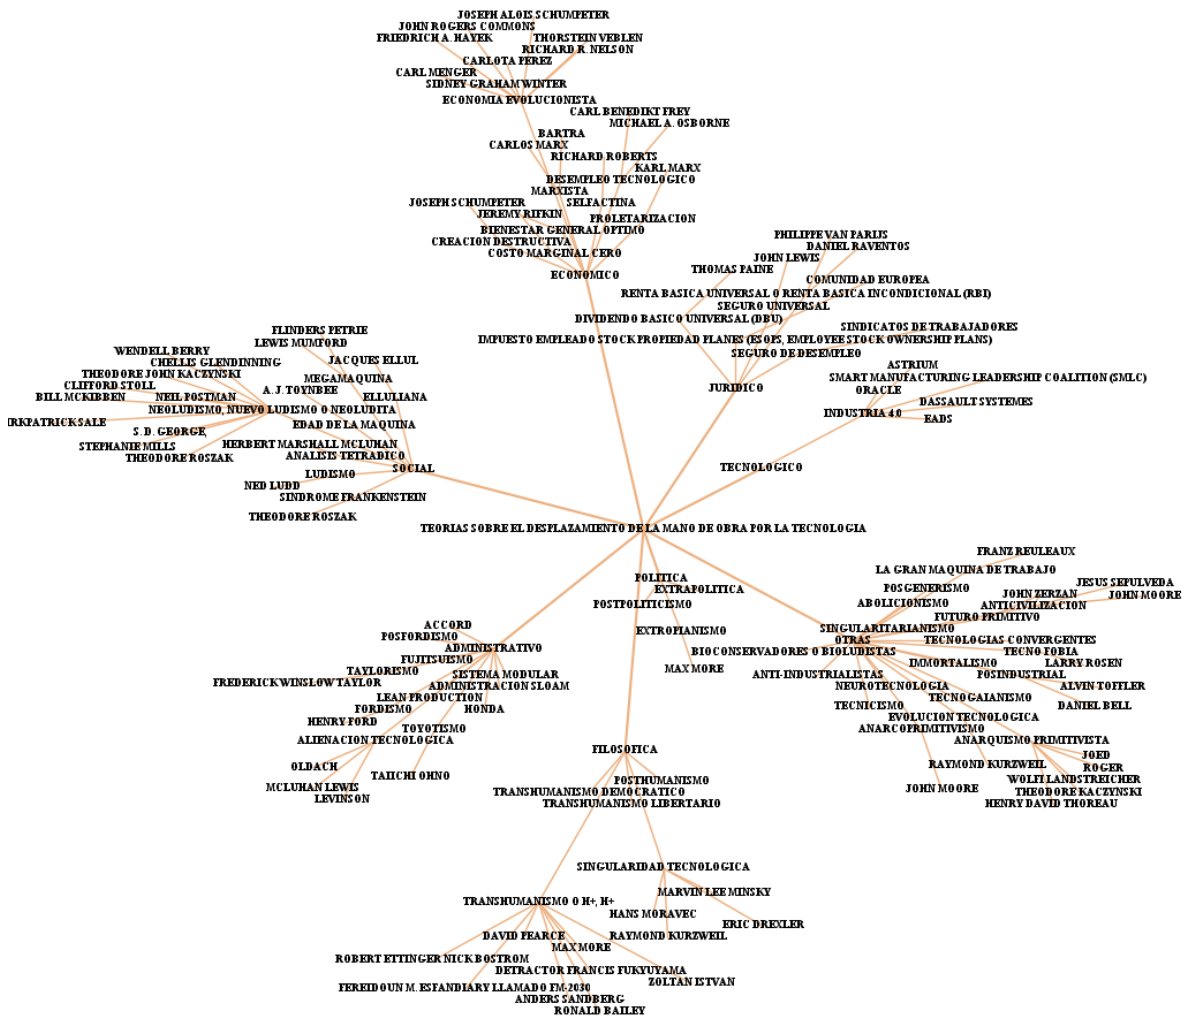 JOSEPH ALOIS SCHUMPETER
JOHN ROGERS COMMONS
FRIEDRICH A. HAYEK
THORSTEIN VEBLEN
RICHARD R. NELSON
CARLOTA PEREZ
CARL MENGER
SIDNEY GRAHAM WINTER
ECONOMIA EVOLUCIONISTA
CARL BENEDIKT FREY
MICHAEL A. OSBORNE
BARTRA
CARLOS MARX
RICHARD ROBERTS
KARL MARX
DESEMPLEO TECNOLOGICO
MARXISTA
JOSEPH SCHUMPETER
SELFACTINA
JEREMY RIFKIN
PROLETARIZACION
BIENESTAR GENERAL OPTIMO
CREACION DESTRUCTIVA
COSTO MARGINAL CERO
ECONOMICO
PHILIPPE VAN PARIJS
DANIEL RAVENTOS
JOHN LEWIS
THOMAS PAINE
COMUNIDAD EUROPEA
RENTA BASICA UNIVERSAL O RENTA BASICA INCONDICIONAL (RBI)
SEGURO UNIVERSAL
DIVIDENDO BASICO UNIVERSAL (DBU)
SINDICATOS DE TRABAJADORES
IMPUESTO EMPLEADO STOCK PROPIEDAD PLANES (ESOPS, EMPLOYEE STOCK OWNERSHIP PLANS)
SEGURO DE DESEMPLEO
JURIDICO
ASTRIUM
SMART MANUFACTURING LEADERSHIP COALITION (SMLC)
ORACLE
DASSAULT SYSTEMES
INDUSTRIA 4.0
EADS
TECNOLOGICO
FLINDERS PETRIE
LEWIS MUMFORD
WENDELL BERRY
JACQUES ELLUL
CHELLIS GLENDINNING
THEODORE JOHN KACZYNSKI
MEGAMAQUINA
CLIFFORD STOLL
A. J. TOYNBEE
BILL MCKIBBEN
NEIL POSTMAN
ELLULIANA
NEOLUDISMO, NUEVO LUDISMO O NEOLUDITA
RKPATRICK SALE
EDAD DE LA MAQUINA
S. D. GEORGE,
STEPHANIE MILLS
HERBERT MARSHALL MCLUHAN
THEODORE ROSZAK
ANALISIS TETRADICO
SOCIAL
LUDISMO
NED LUDD
SINDROME FRANKENSTEIN
THEODORE ROSZAK
TEORIAS SOBRE EL DESPLAZAMIENTO DE LA MANO DE OBRA POR LA TECNOLOGIA
POLITICA
EXTRAPOLITICA
POSTPOLITICISMO
EXTROPIANISMO
MAX MORE
FRANZ REULEAUX
LA GRAN MAQUINA DE TRABAJO
JESUS SEPULVEDA
POSGENERISMO
JOHN ZERZAN
JOHN MOORE
ABOLICIONISMO
ANTICIVILIZACION
FUTURO PRIMITIVO
SINGULARITARIANISMO
OTRAS
TECNOLOGIAS CONVERGENTES
BIOCONSERVADORES O BIOLUDISTAS
TECNO FOBIA
IMMORTALISMO
LARRY ROSEN
ANTI-INDUSTRIALISTAS
POSINDUSTRIAL
NEUROTECNOLOGIA
ALVIN TOFFLER
TECNOGAIANISMO
TECNICISMO
DANIEL BELL
EVOLUCION TECNOLOGICA
ANARCOPRIMITIVISMO
ANARQUISMO PRIMITIVISTA
JOED
RAYMOND KURZWEIL
ROGER
WOLFI LANDSTREICHER
JOHN MOORE
THEODORE KACZYNSKI
HENRY DAVID THOREAU
ACCORD
POSFORDISMO
ADMINISTRATIVO
FUJITSUISMO
TAYLORISMO
SISTEMA MODULAR
FREDERICK WINSLOW TAYLOR
ADMINISTRACION SLOAM
LEAN PRODUCTION
FORDISMO
HONDA
HENRY FORD
TOYOTISMO
ALIENACION TECNOLOGICA
OLDACH
TAIICHI OHNO
MCLUHAN LEWIS
LEVINSON
FILOSOFICA
POSTHUMANISMO
TRANSHUMANISMO DEMOCRATICO
TRANSHUMANISMO LIBERTARIO
SINGULARIDAD TECNOLOGICA
MARVIN LEE MINSKY
TRANSHUMANISMO O H+, H+
HANS MORAVEC
ERIC DREXLER
DAVID PEARCE
RAYMOND KURZWEIL
MAX MORE
ROBERT ETTINGER NICK BOSTROM
DETRACTOR FRANCIS FUKYUYAMA
ZOLTAN ISTVAN
FEREIDOUN M. ESFANDIARY LLAMADO FM-2030
ANDERS SANDBERG
RONALD BAILEY